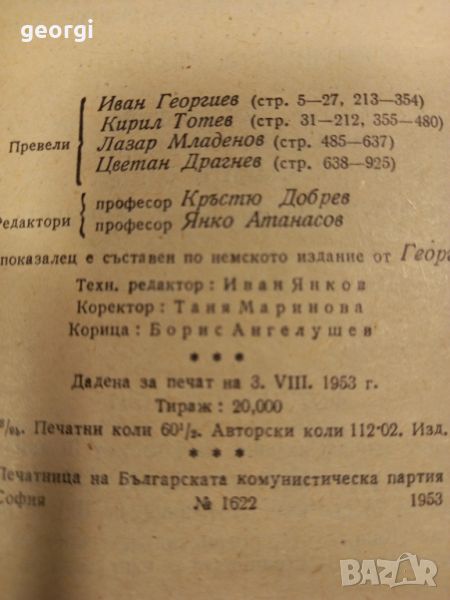 georgi
Превели
Иван Георгиев (стр. 5—27, 213—354)
Кирил Тотев (стр. 31—212, 355—480)
Лазар Младенов (стр. 485—637)
Цветан Драгнев (стр. 638—925)
Редактори
професор Кръстю Добрев
професор Янко Атанасов
показалец е съставен по немското издание от
Техн. редактор: Иван Янков
Коректор: Таня Маринова
Корица: Борис Ангелушев
* * *
Дадена за печат на 3. VIII. 1953 г.
Тираж: 20,000
Печатни коли 60¹/₂. Авторски коли 112·02. Изд.
* * *
Печатница на Българската комунистическа партия
София № 1622 1953
BAZAR
.bg